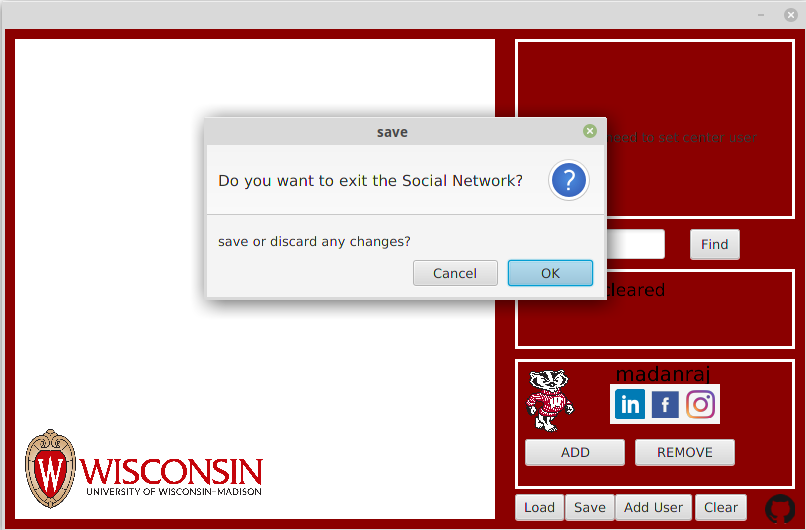 save
Do you want to exit the Social Network?
?
save or discard any changes?
Cancel
OK
need to set center user
Find
cleared
madanraj
in
f
ADD
REMOVE
W
WISCONSIN
UNIVERSITY OF WISCONSIN–MADISON
Load
Save
Add User
Clear